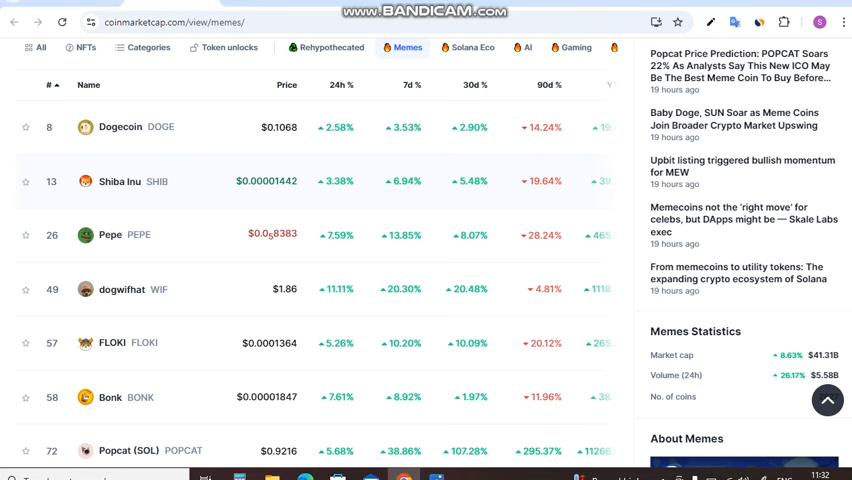 www.BANDICAM.com
coinmarketcap.com/view/memes/
S
All NFTs Categories Token unlocks Rehypothecated Memes Solana Eco AI Gaming
# Name Price 24h % 7d % 30d % 90d %
8 Dogecoin DOGE $0.1068 2.58% 3.53% 2.90% 14.24% 19.
13 Shiba Inu SHIB $0.00001442 3.38% 6.94% 5.48% 19.64% 39.
26 Pepe PEPE $0.0₅8383 7.59% 13.85% 8.07% 28.24% 465.
49 dogwifhat WIF $1.86 11.11% 20.30% 20.48% 4.81% 1118
57 FLOKI FLOKI $0.0001364 5.26% 10.20% 10.09% 20.12% 265.
58 Bonk BONK $0.00001847 7.61% 8.92% 1.97% 11.96% 38.
72 Popcat (SOL) POPCAT $0.9216 5.68% 38.86% 107.28% 295.37% 11266.
Popcat Price Prediction: POPCAT Soars
22% As Analysts Say This New ICO May
Be The Best Meme Coin To Buy Before...
19 hours ago
Baby Doge, SUN Soar as Meme Coins
Join Broader Crypto Market Upswing
19 hours ago
Upbit listing triggered bullish momentum
for MEW
19 hours ago
Memecoins not the 'right move' for
celebs, but DApps might be — Skale Labs
exec
19 hours ago
From memecoins to utility tokens: The
expanding crypto ecosystem of Solana
19 hours ago
Memes Statistics
Market cap 8.63% $41.31B
Volume (24h) 26.17% $5.58B
No. of coins
About Memes
11:32